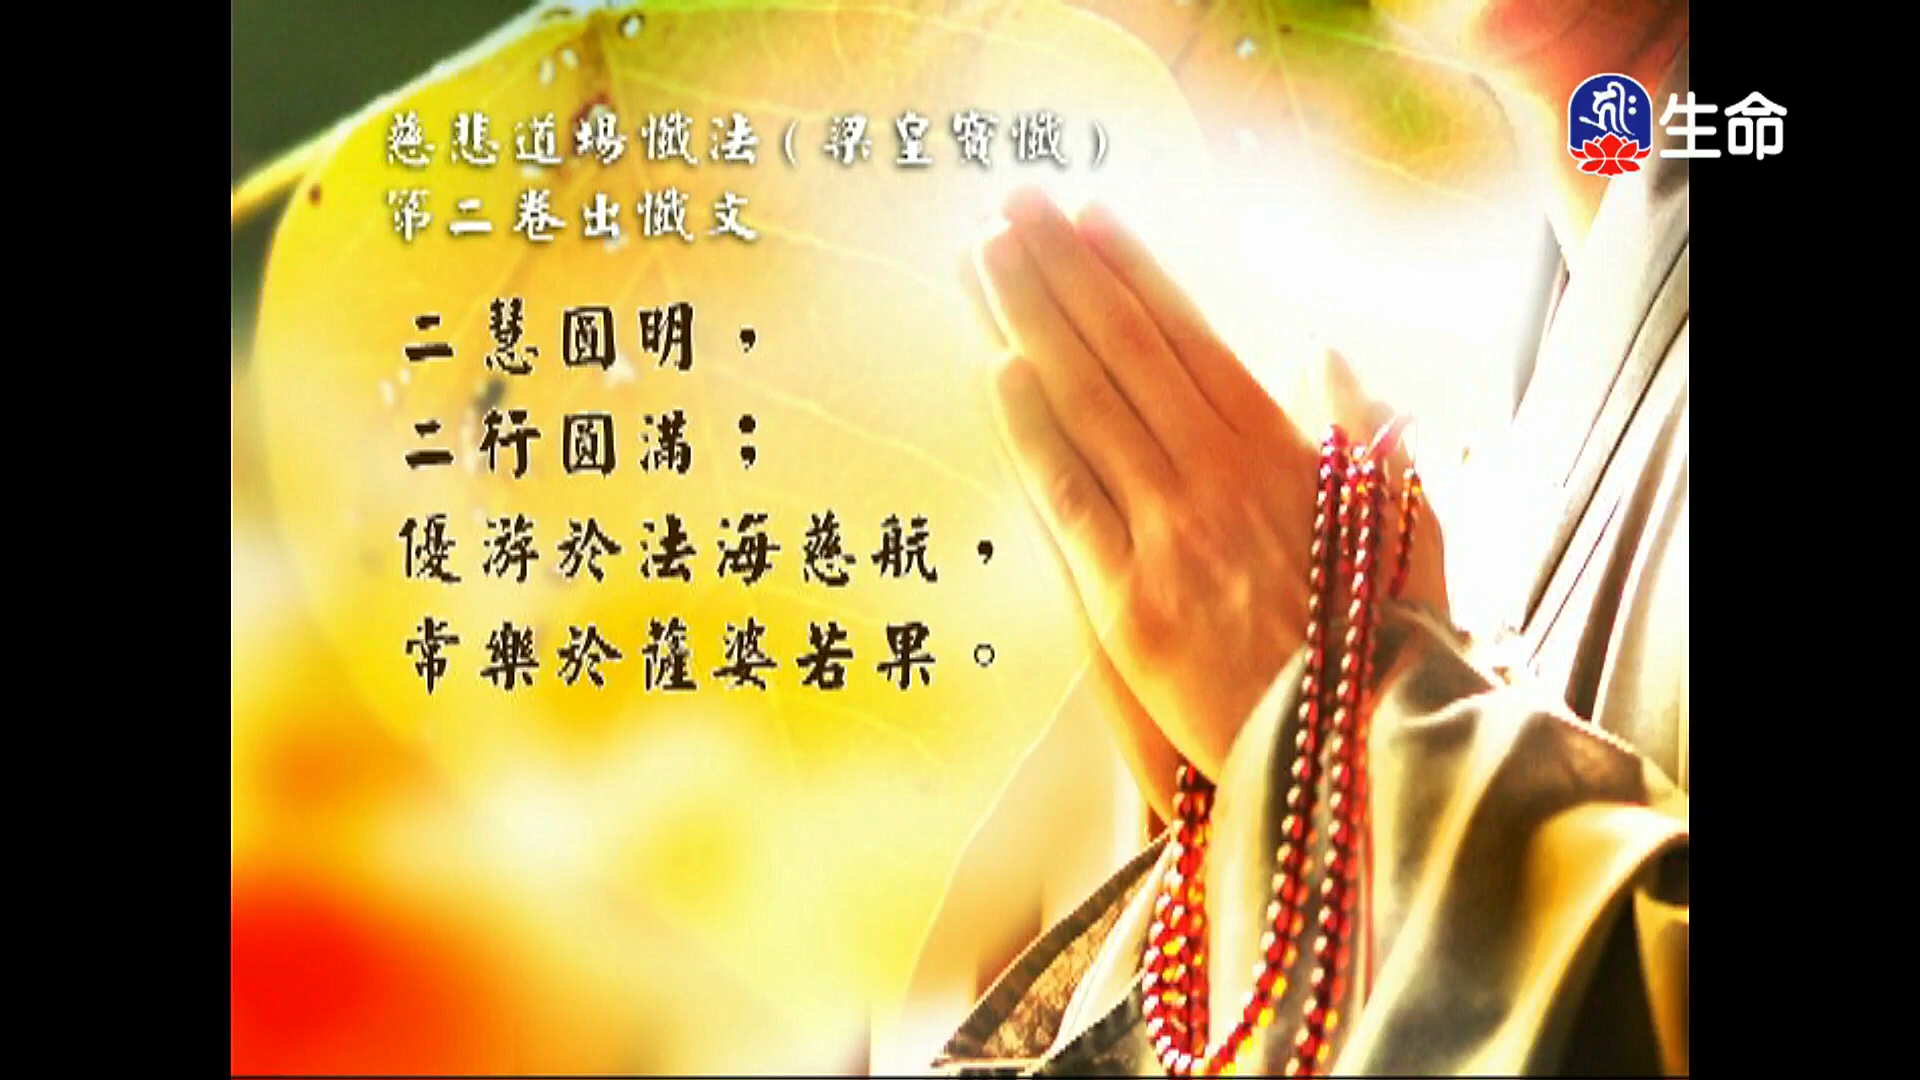 慈悲道場懺法(梁皇寶懺)
第二卷出懺文
二慧圓明，
二行圓滿；
優游於法海慈航，
常樂於薩婆若果。
生命